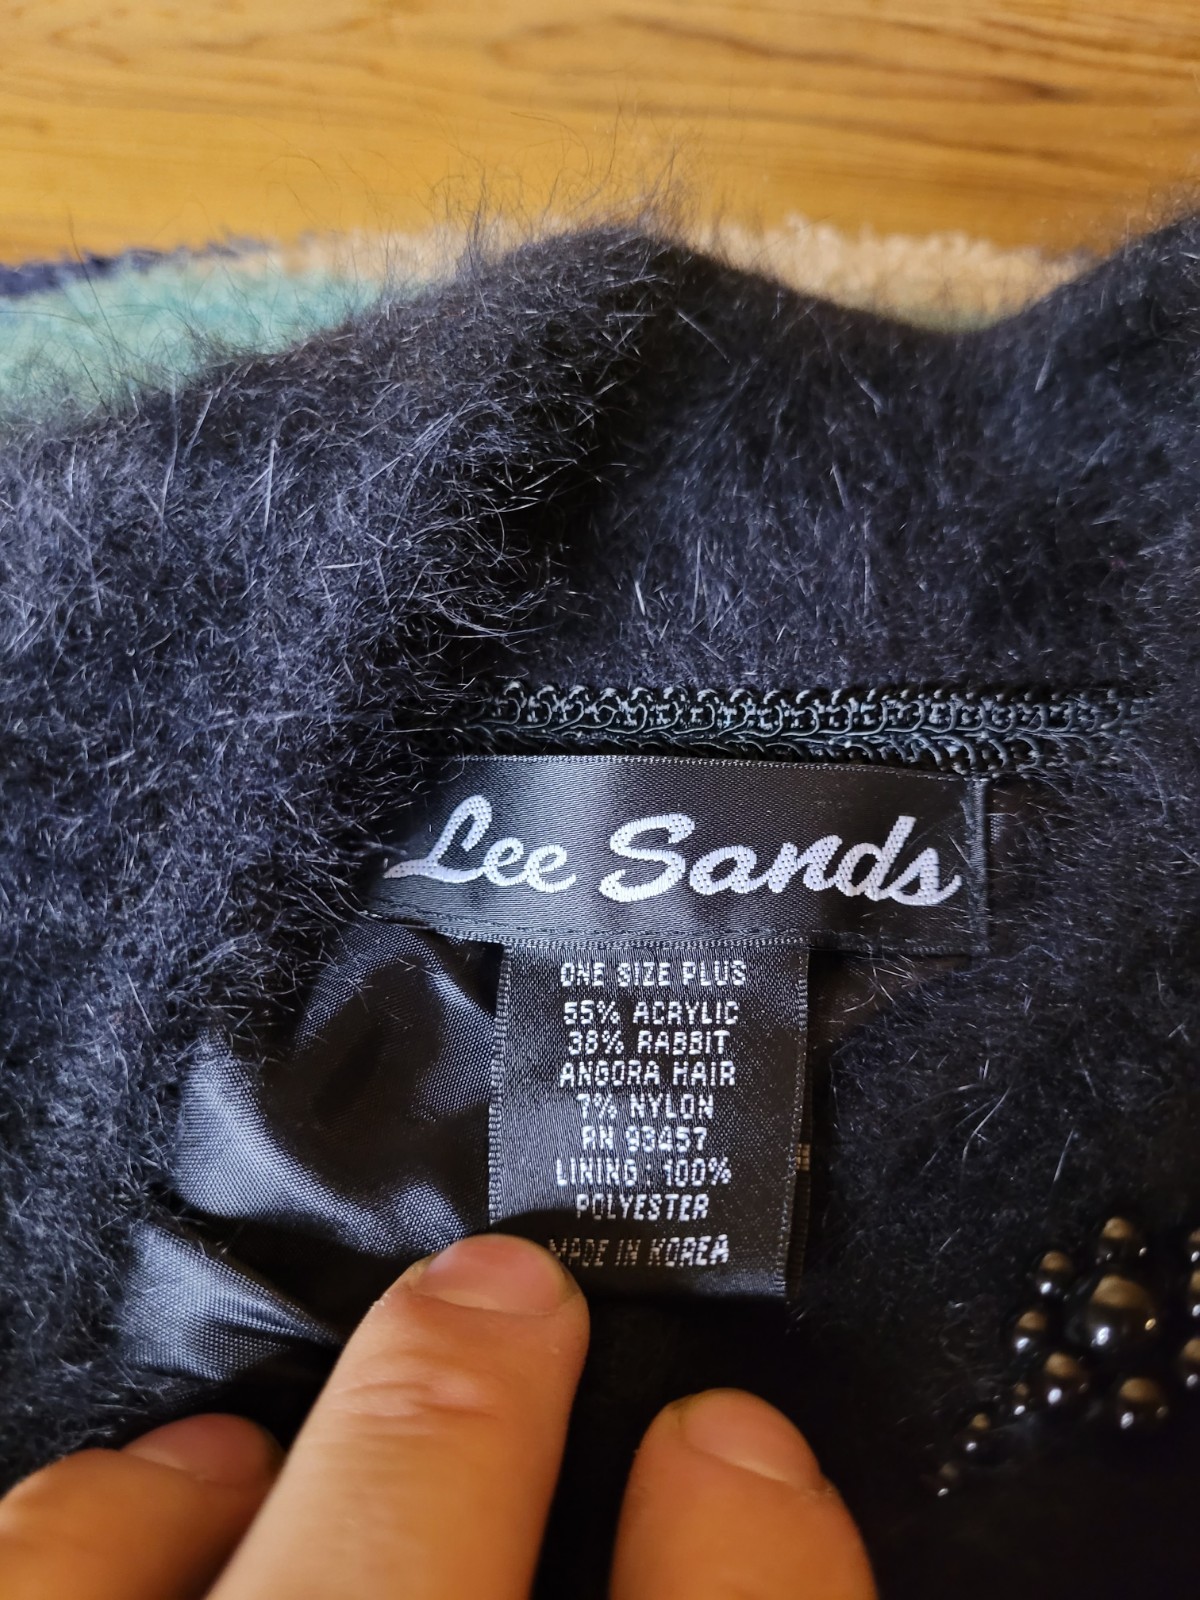 Lee Sands
ONE SIZE PLUS
55% ACRYLIC
38% RABBIT
ANGORA HAIR
7% NYLON
RN 93457
LINING: 100%
POLYESTER
MADE IN KOREA